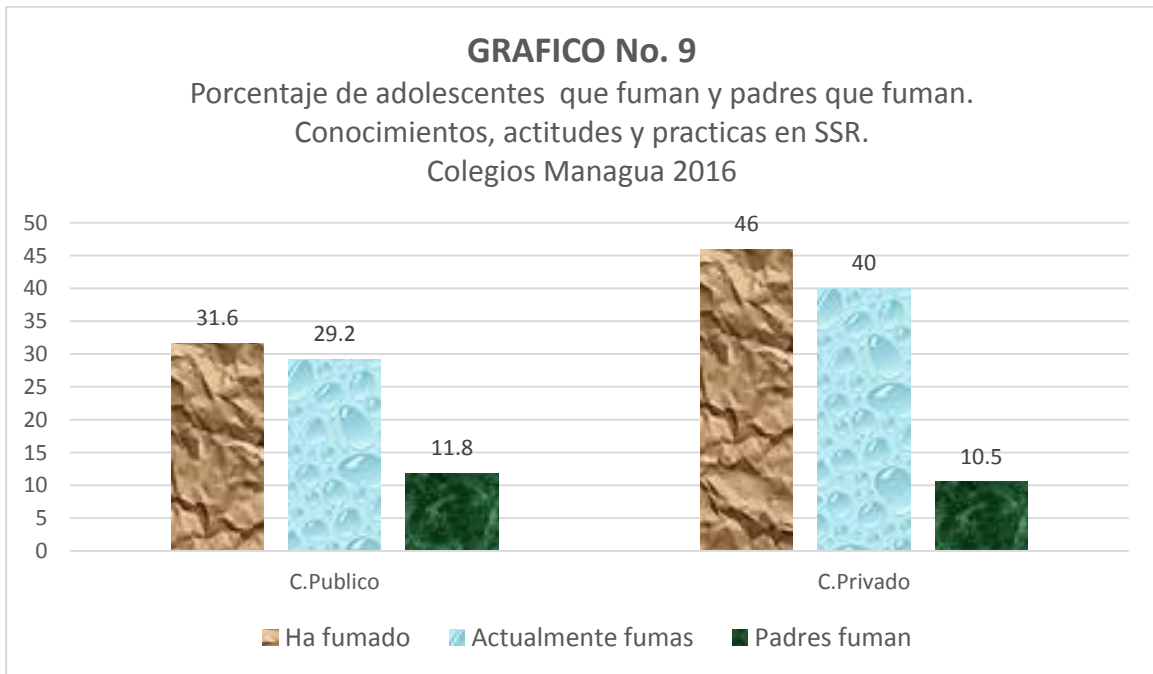 GRAFICO No. 9
Porcentaje de adolescentes que fuman y padres que fuman.
Conocimientos, actitudes y practicas en SSR.
Colegios Managua 2016
50
45
40
35
30
25
20
15
10
5
0
31.6
29.2
11.8
46
40
10.5
C.Publico
C.Privado
Ha fumado
Actualmente fumas
Padres fuman